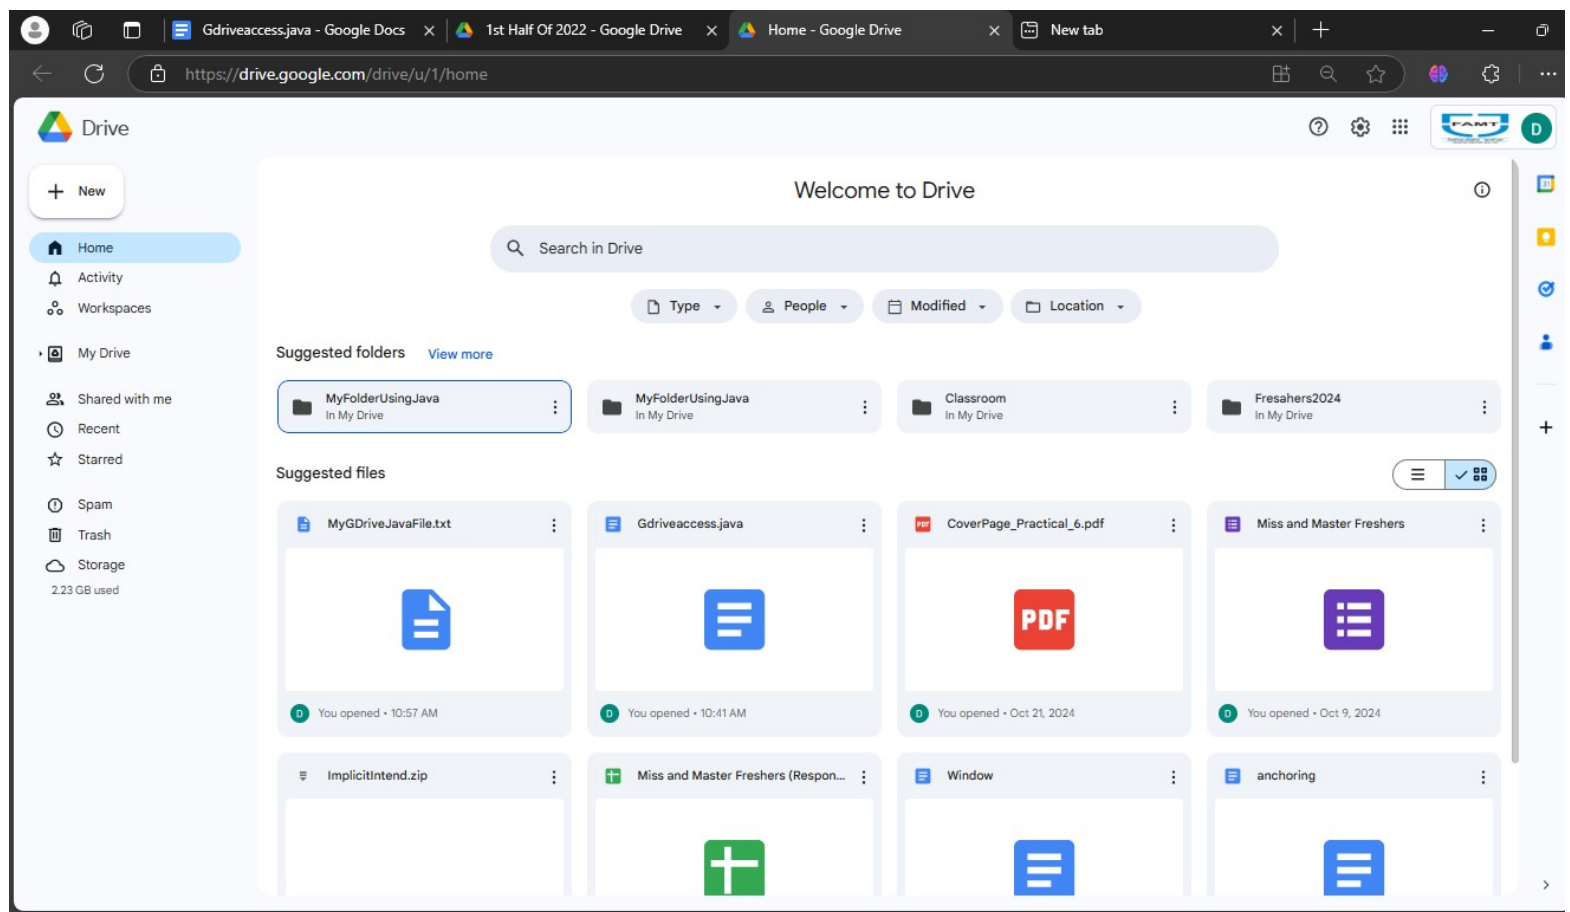 Gdriveaccess.java - Google Docs
1st Half Of 2022 - Google Drive
Home - Google Drive
New tab
https://drive.google.com/drive/u/1/home
Drive
FAMT
D
New
Welcome to Drive
31
Search in Drive
Home
Activity
Workspaces
My Drive
Shared with me
Recent
Starred
Spam
Trash
Storage
2.23 GB used
Type
People
Modified
Location
Suggested folders View more
MyFolderUsingJava
In My Drive
MyFolderUsingJava
In My Drive
Classroom
In My Drive
Fresahers2024
In My Drive
Suggested files
MyGDriveJavaFile.txt
D You opened • 10:57 AM
Gdriveaccess.java
D You opened • 10:41 AM
PDF CoverPage_Practical_6.pdf
PDF
D You opened • Oct 21, 2024
Miss and Master Freshers
D You opened • Oct 9, 2024
ImplicitIntend.zip
Miss and Master Freshers (Respon...
Window
anchoring